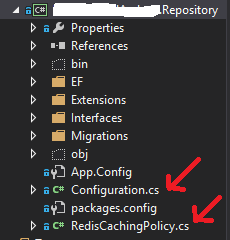 C# .Repository
Properties
References
bin
EF
Extensions
Interfaces
Migrations
obj
App.Config
C# Configuration.cs
packages.config
C# RedisCachingPolicy.cs